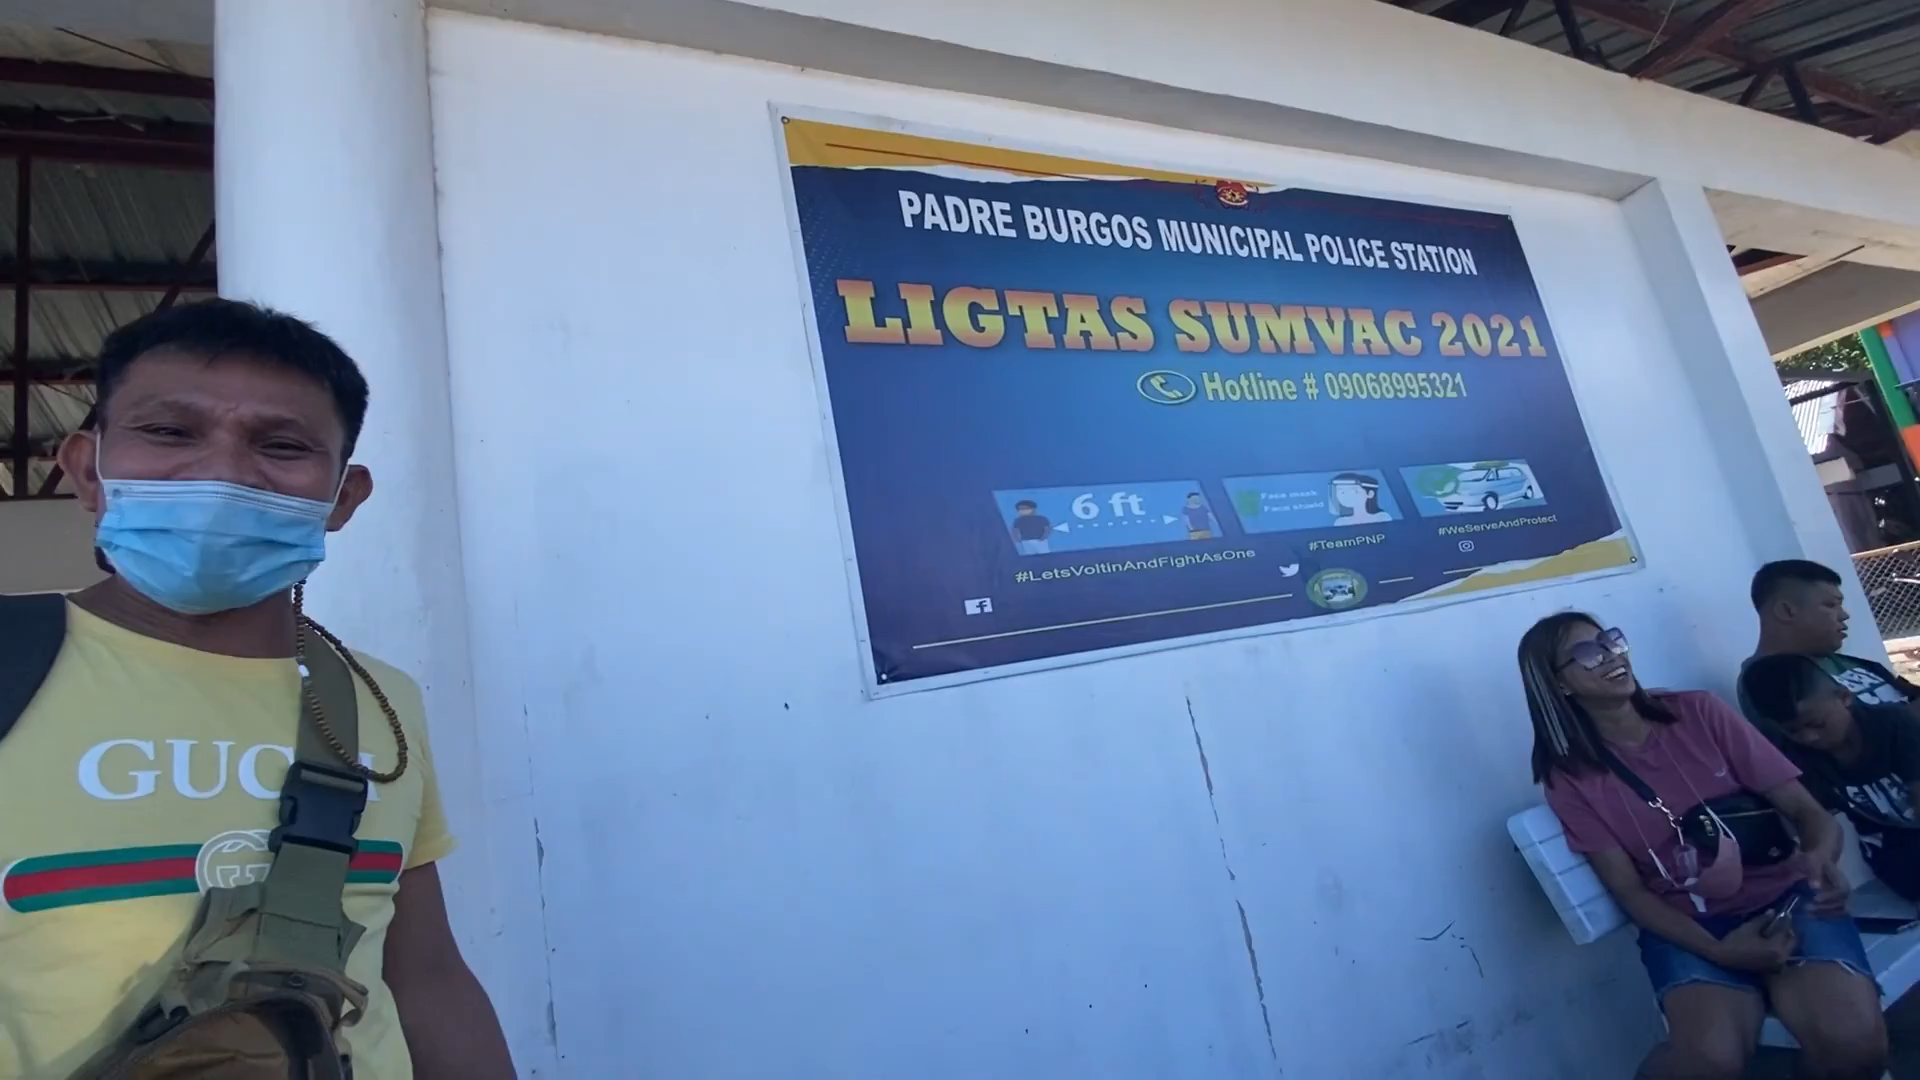 PADRE BURGOS MUNICIPAL POLICE STATION
LIGTAS SUMVAC 2021
Hotline # 09068995321
6 ft
Face mask
Face shield
#LetsVoltinAndFightAsOne
#TeamPNP
#WeServeAndProtect
GUC